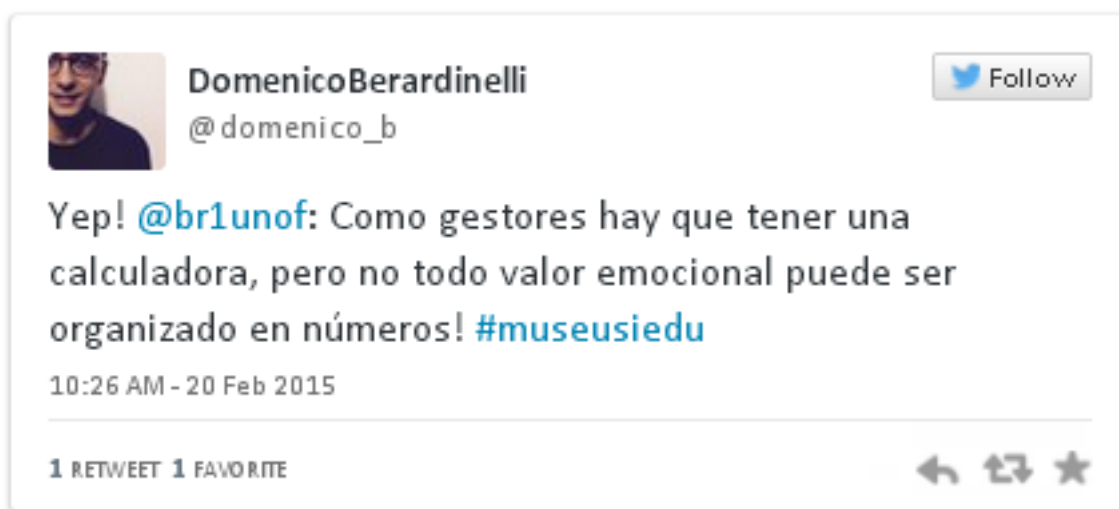 DomenicoBerardinelli
Follow
@domenico_b
Yep! @br1unof: Como gestores hay que tener una
calculadora, pero no todo valor emocional puede ser
organizado en números! #museusiedu
10:26 AM - 20 Feb 2015
1 RETWEET 1 FAVORITE